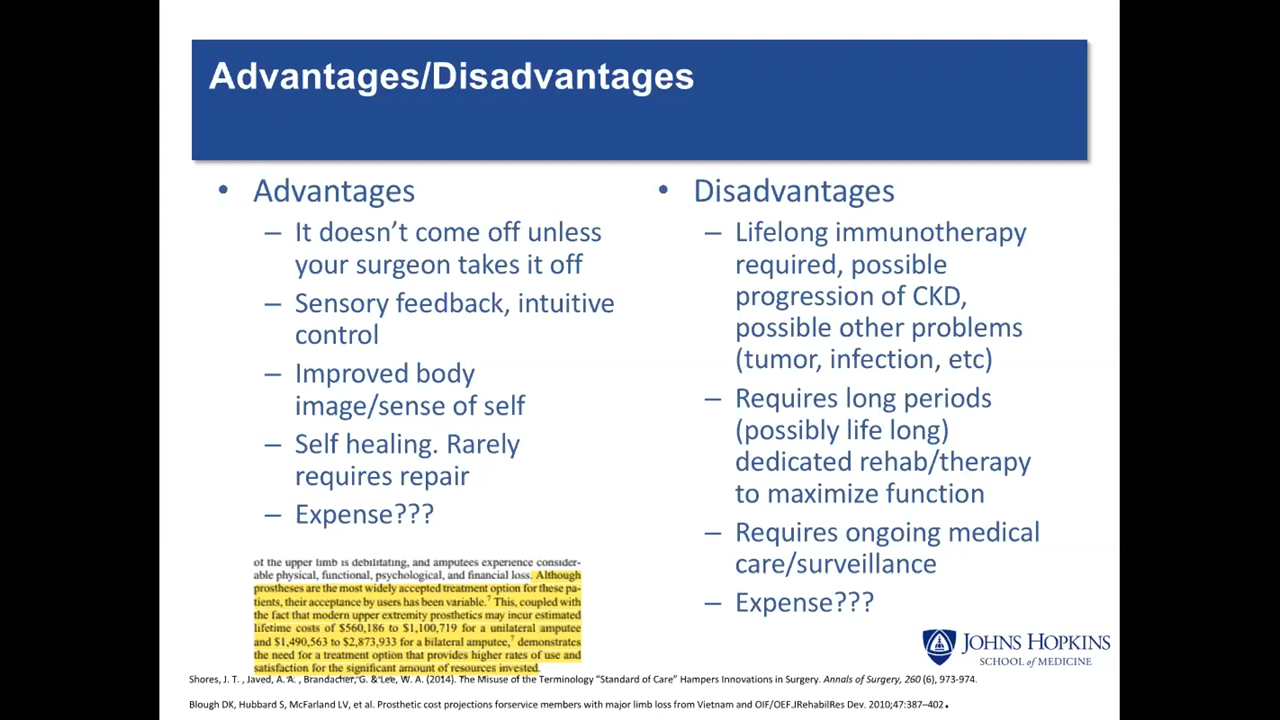 Advantages/Disadvantages
• Advantages
– It doesn’t come off unless
your surgeon takes it off
– Sensory feedback, intuitive
control
– Improved body
image/sense of self
– Self healing. Rarely
requires repair
– Expense???
of the upper limb is debilitating, and amputees experience consider-
able physical, functional, psychological, and financial loss. Although
prostheses are the most widely accepted treatment option for these pa-
tients, their acceptance by users has been variable.7 This, coupled with
the fact that modern upper extremity prosthetics may incur estimated
lifetime costs of $560,186 to $1,100,719 for a unilateral amputee
and $1,490,563 to $2,873,933 for a bilateral amputee,7 demonstrates
the need for a treatment option that provides higher rates of use and
satisfaction for the significant amount of resources invested.
• Disadvantages
– Lifelong immunotherapy
required, possible
progression of CKD,
possible other problems
(tumor, infection, etc)
– Requires long periods
(possibly life long)
dedicated rehab/therapy
to maximize function
– Requires ongoing medical
care/surveillance
– Expense???
JOHNS HOPKINS
SCHOOL of MEDICINE
Shores, J. T. , Javed, A. A. , Brandacher, G. & Lee, W. A. (2014). The Misuse of the Terminology “Standard of Care” Hampers Innovations in Surgery. Annals of Surgery, 260 (6), 973-974.
Blough DK, Hubbard S, McFarland LV, et al. Prosthetic cost projections forservice members with major limb loss from Vietnam and OIF/OEF.JRehabilRes Dev. 2010;47:387–402.